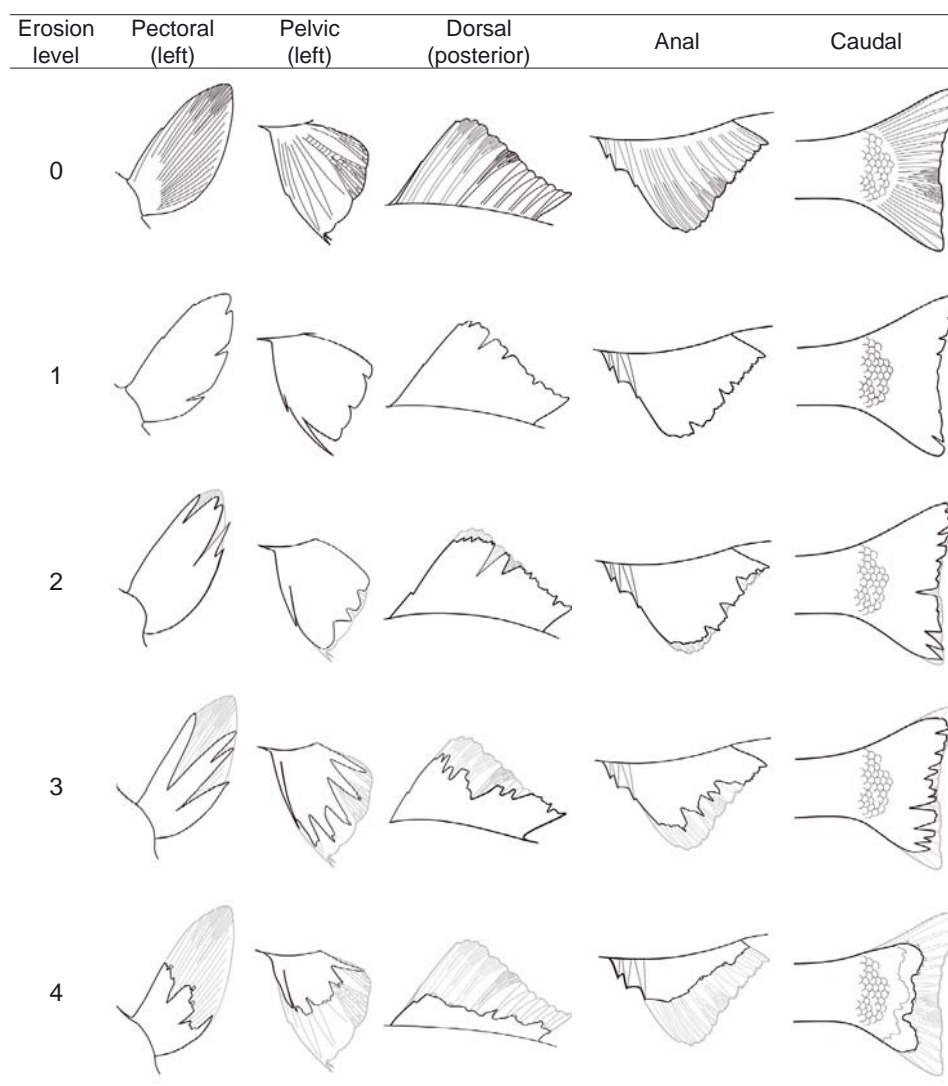 Erosion level
Pectoral (left)
Pelvic (left)
Dorsal (posterior)
Anal
Caudal
0
1
2
3
4